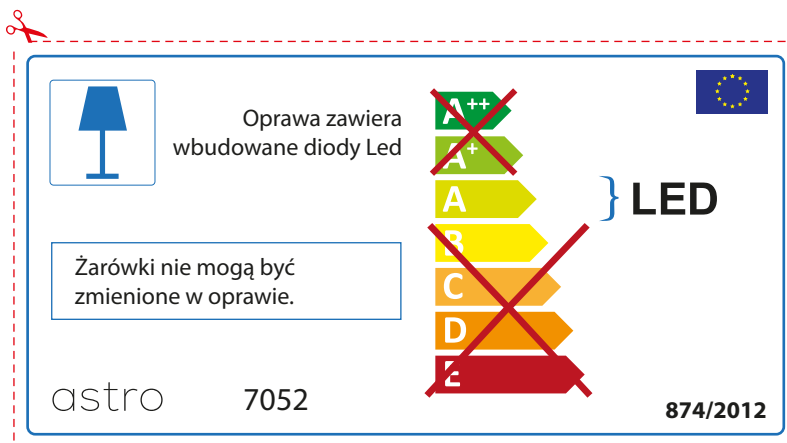 Oprawa zawiera
wbudowane diody Led
A++
A+
A
B
C
D
E
LED
Żarówki nie mogą być
zmienione w oprawie.
astro
7052
874/2012